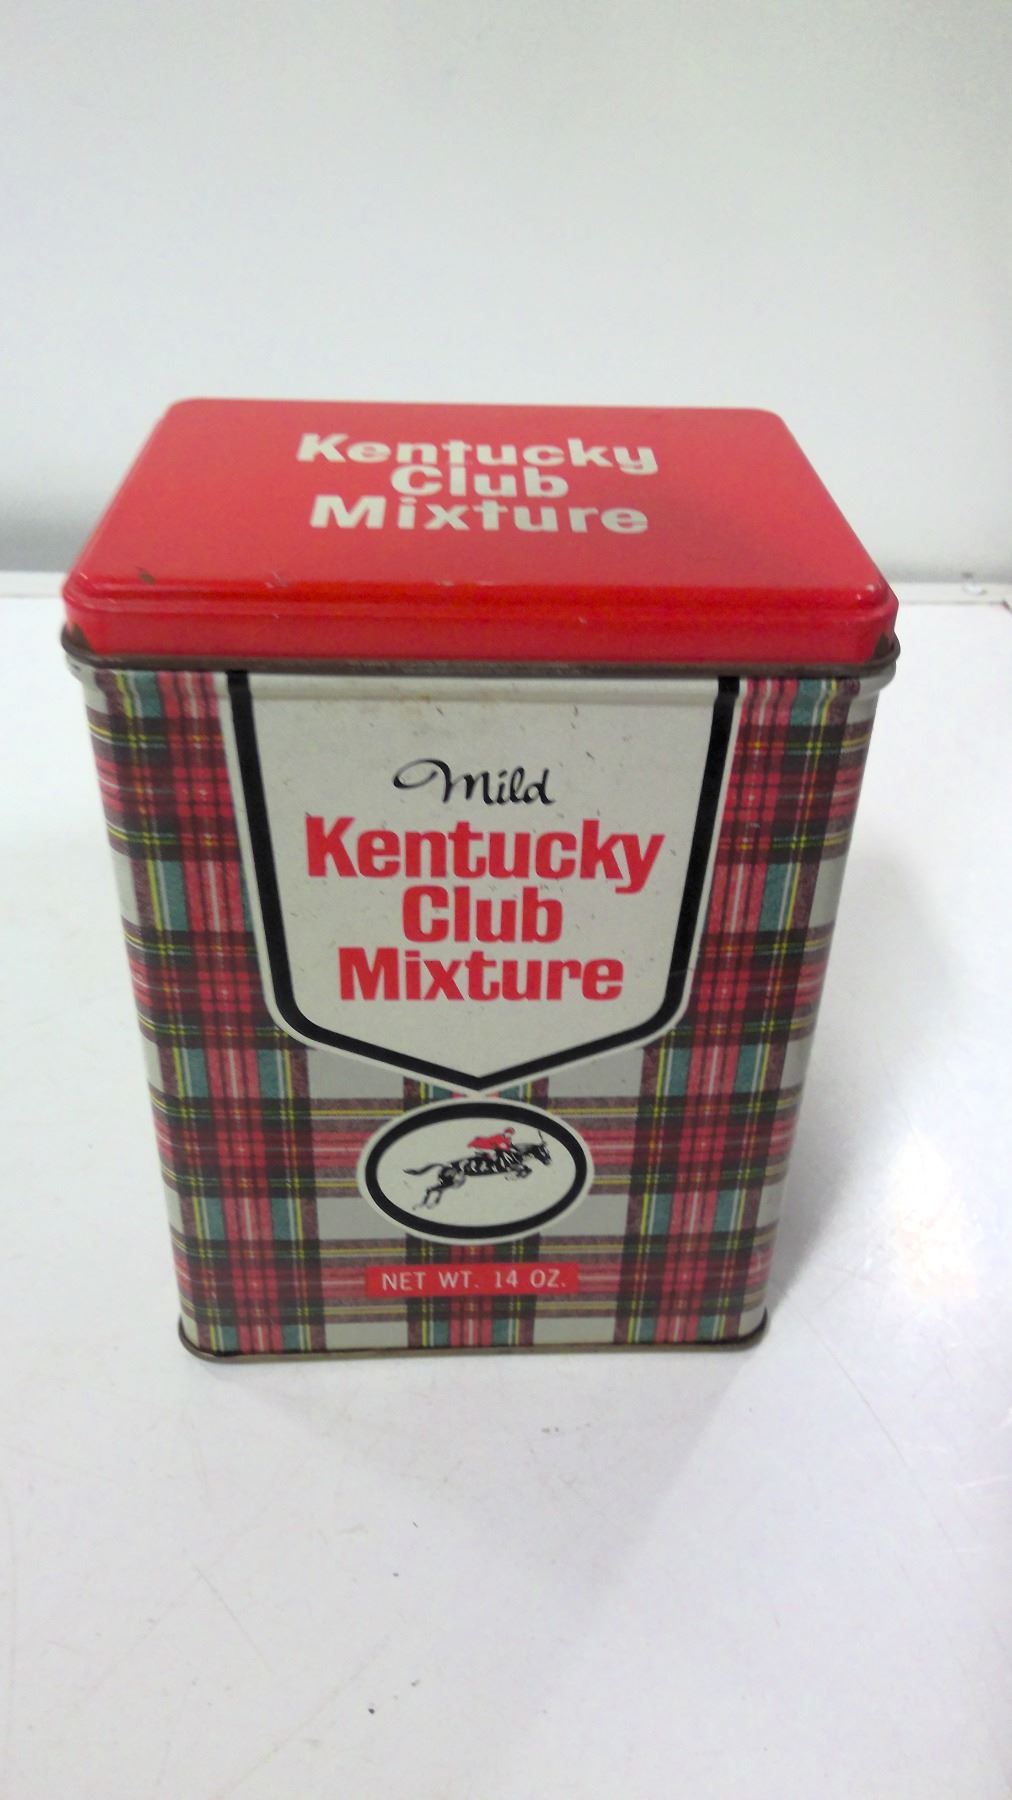 Kentucky
Club
Mixture
Mild
Kentucky
Club
Mixture
NET WT. 14 OZ.